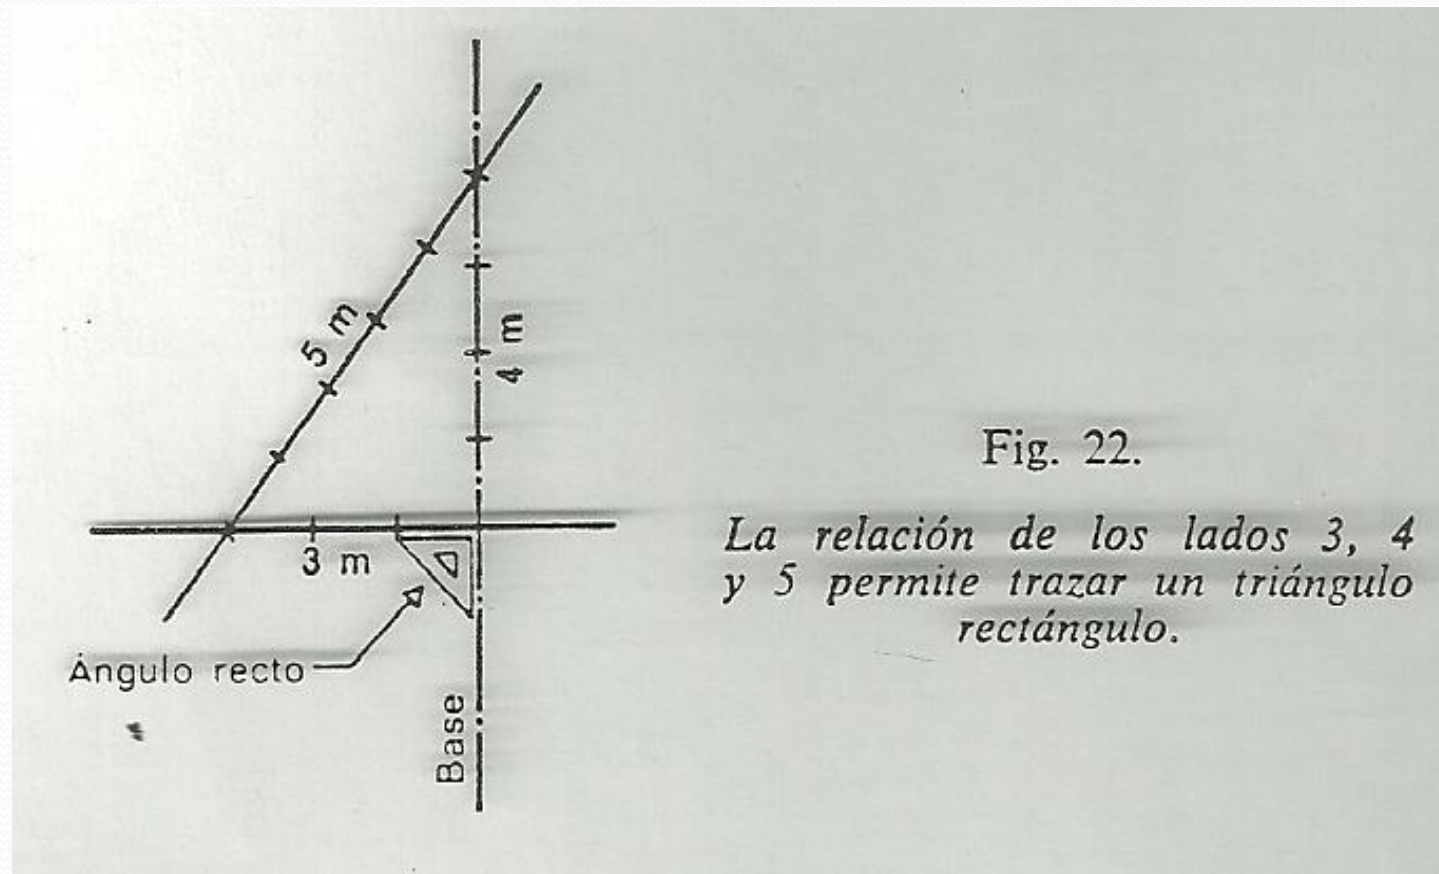 5 m
4 m
3 m
Ángulo recto
Base
Fig. 22.
La relación de los lados 3, 4
y 5 permite trazar un triángulo
rectángulo.